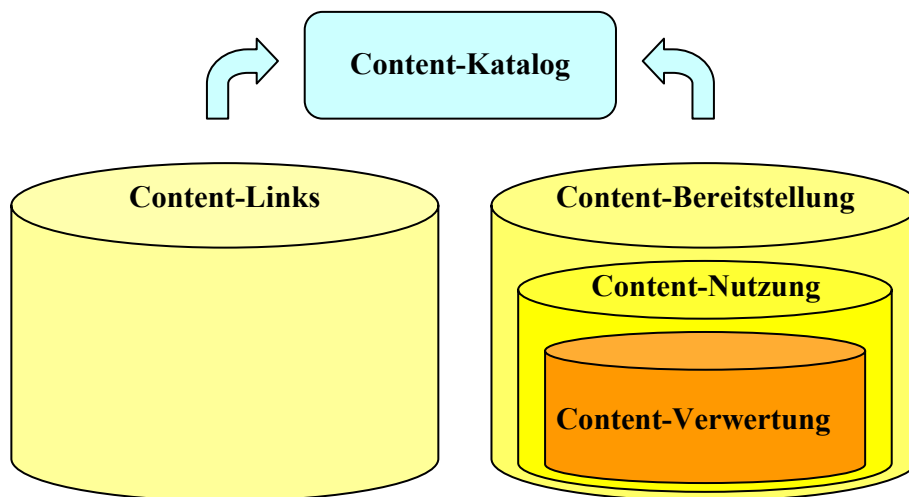 Content-Katalog
Content-Links
Content-Bereitstellung
Content-Nutzung
Content-Verwertung